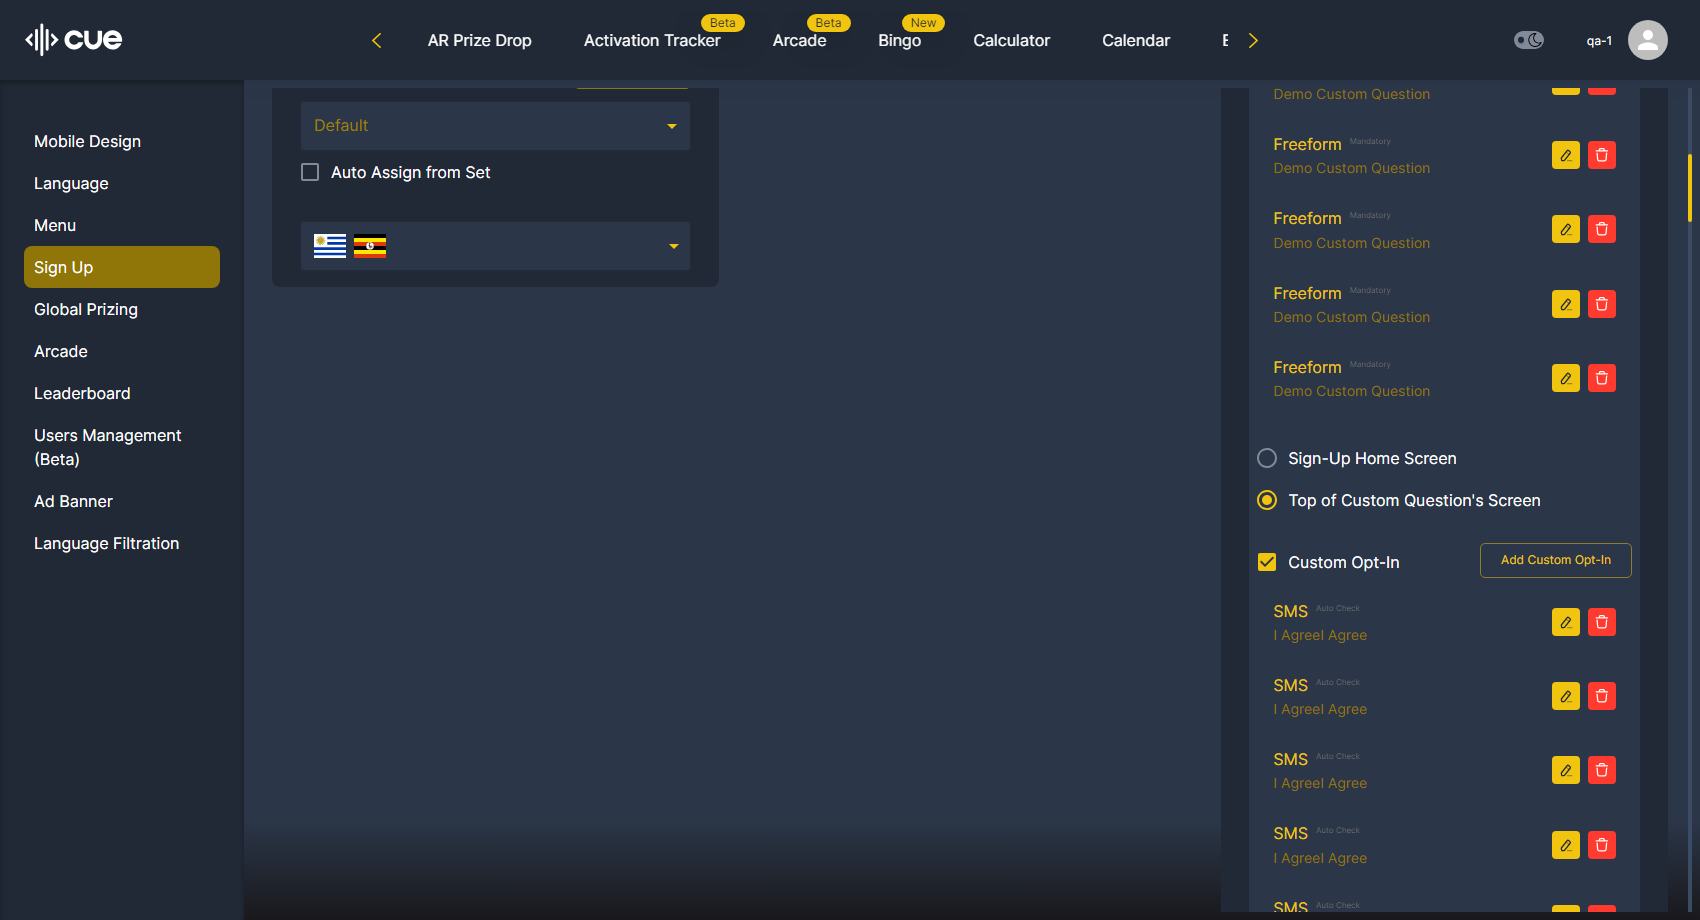 cue
AR Prize Drop
Activation Tracker
Beta
Arcade
Beta
Bingo
New
Calculator
Calendar
qa-1
Mobile Design
Language
Menu
Sign Up
Global Prizing
Arcade
Leaderboard
Users Management
(Beta)
Ad Banner
Language Filtration
Default
Auto Assign from Set
Demo Custom Question
Freeform Mandatory
Demo Custom Question
Freeform Mandatory
Demo Custom Question
Freeform Mandatory
Demo Custom Question
Freeform Mandatory
Demo Custom Question
Sign-Up Home Screen
Top of Custom Question's Screen
Custom Opt-In
Add Custom Opt-In
SMS Auto Check
I AgreeI Agree
SMS Auto Check
I AgreeI Agree
SMS Auto Check
I AgreeI Agree
SMS Auto Check
I AgreeI Agree
SMS Auto Check